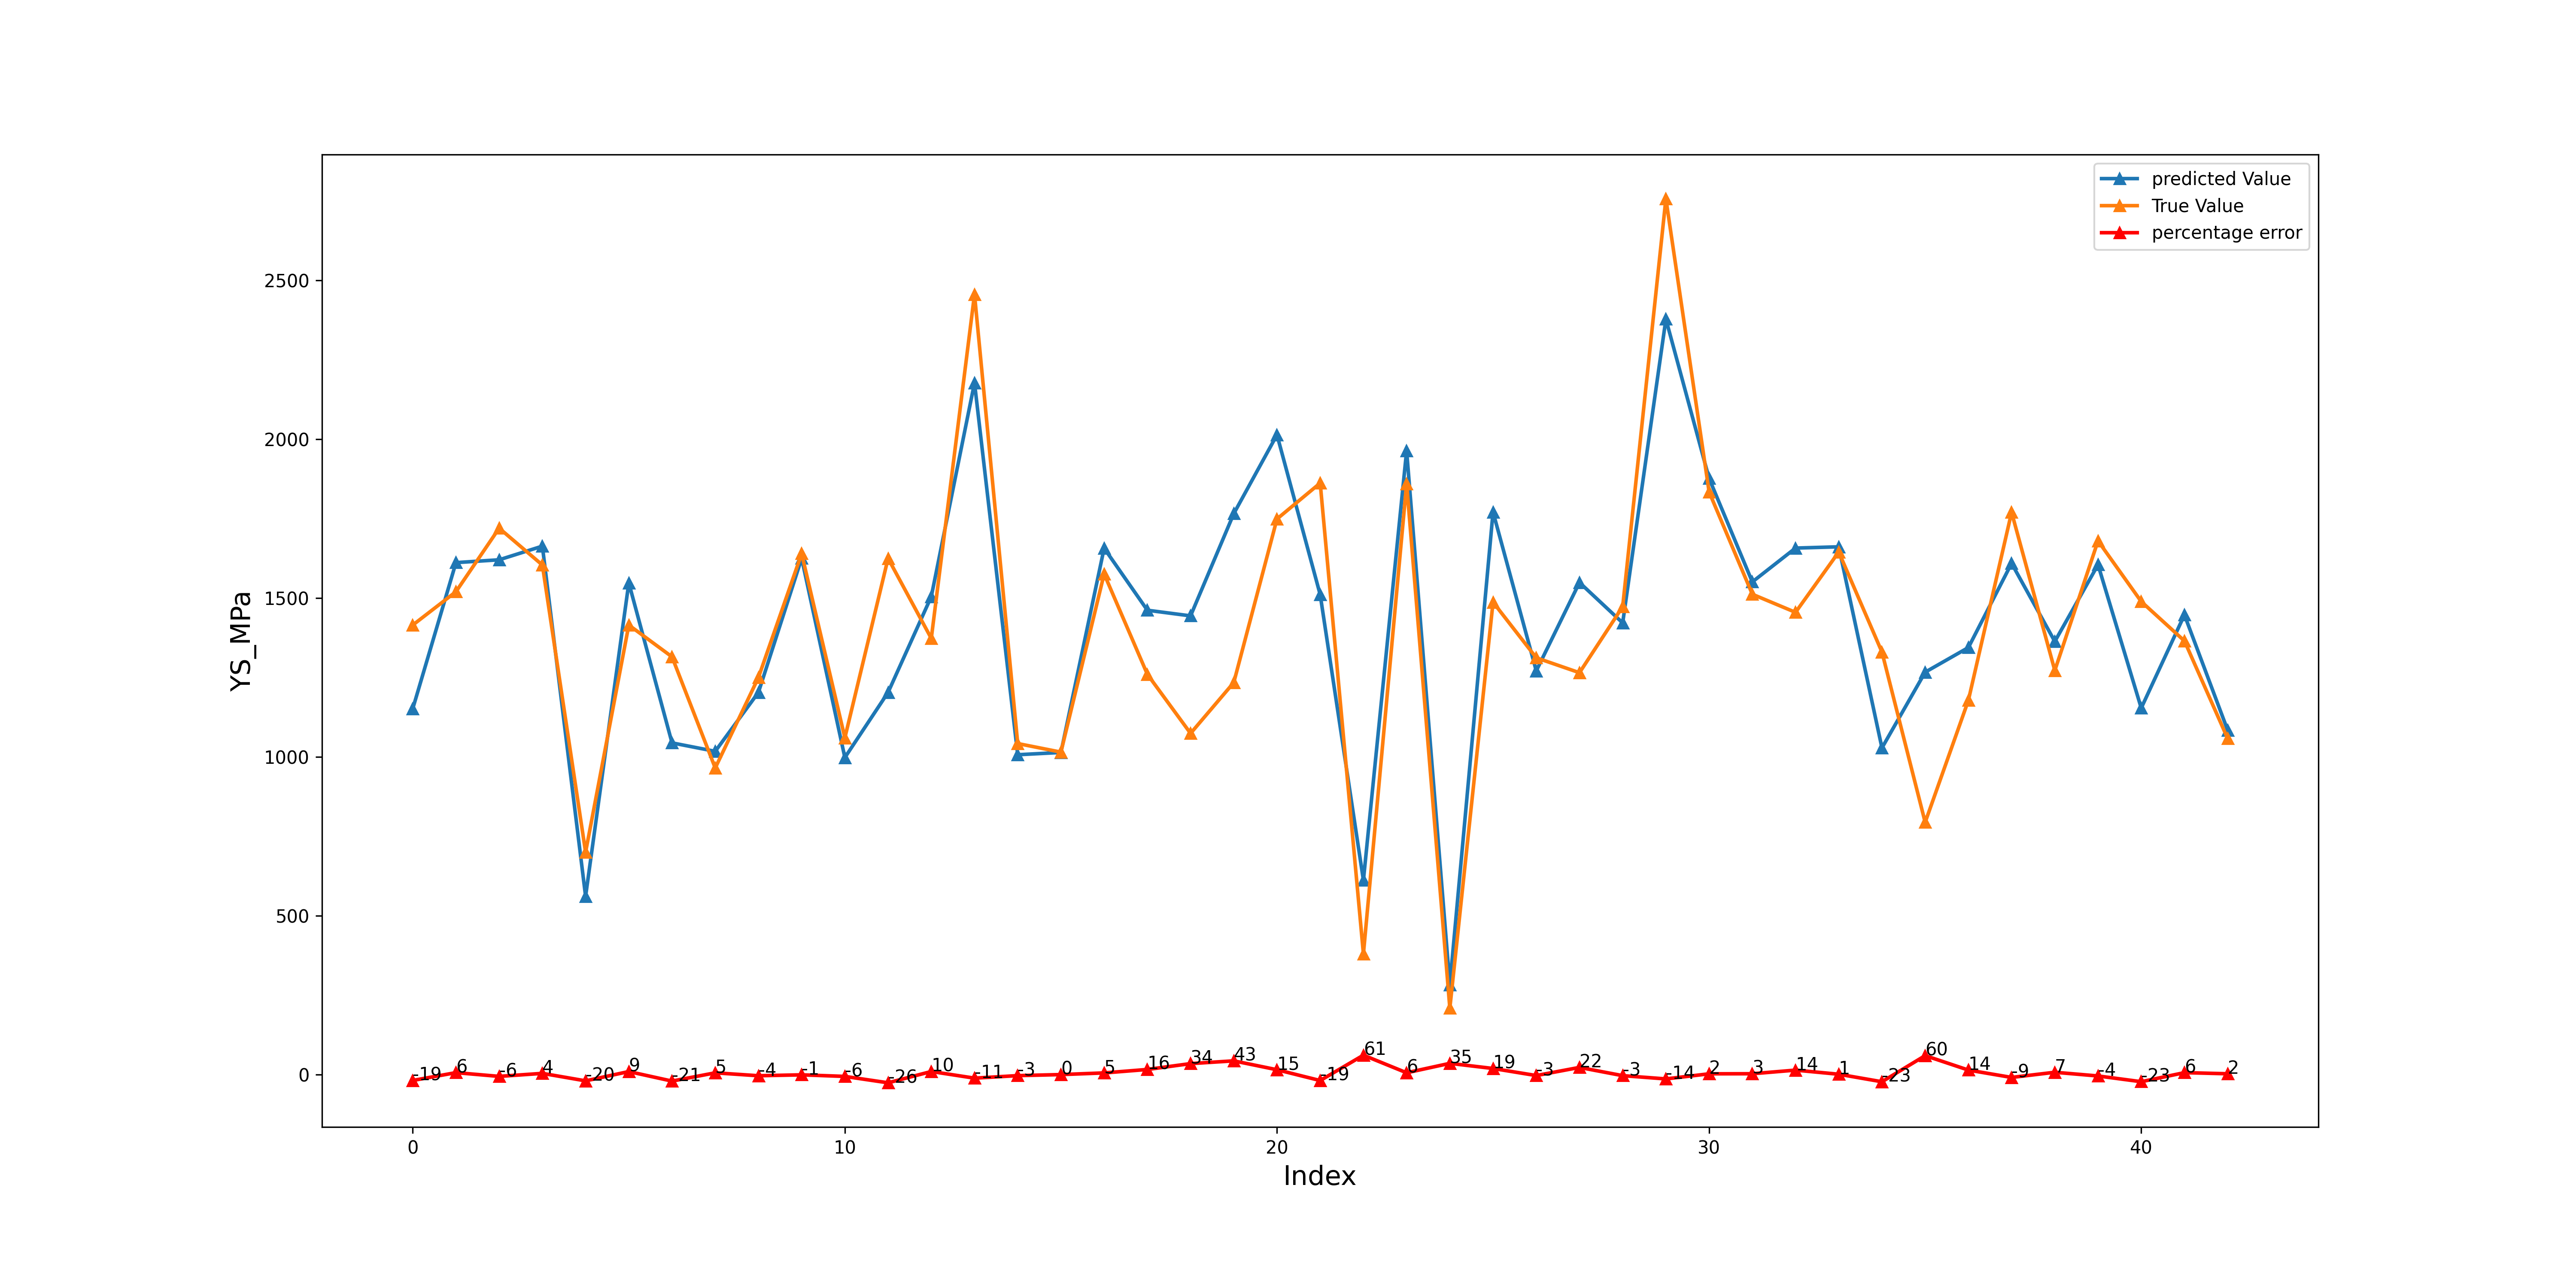 predicted Value
True Value
percentage error
2500
2000
1500
1000
500
0
YS_MPa
-19 6 -6 4 -20 9 -21 5 -4 -1 -6 -26 10 -11 -3 0 5 16 34 43 15 -19 61 6 35 19 -3 22 -3 -14 2 3 14 1 -23 60 14 -9 7 -4 -23 6 2
0 10 20 30 40
Index